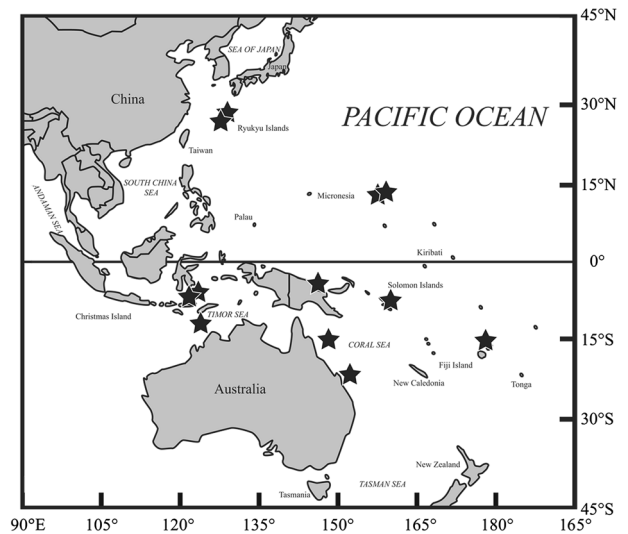 45°N
SEA OF JAPAN
Japan
China
30°N
PACIFIC OCEAN
Ryukyu Islands
Taiwan
SOUTH CHINA
SEA
15°N
ANDAMAN SEA
Micronesia
Palau
Kiribati
0°
Solomon Islands
Christmas Island
TIMOR SEA
15°S
CORAL SEA
Fiji Island
New Caledonia
Tonga
Australia
30°S
New Zealand
TASMAN SEA
Tasmania
45°S
90°E 105° 120° 135° 150° 165° 180° 165°